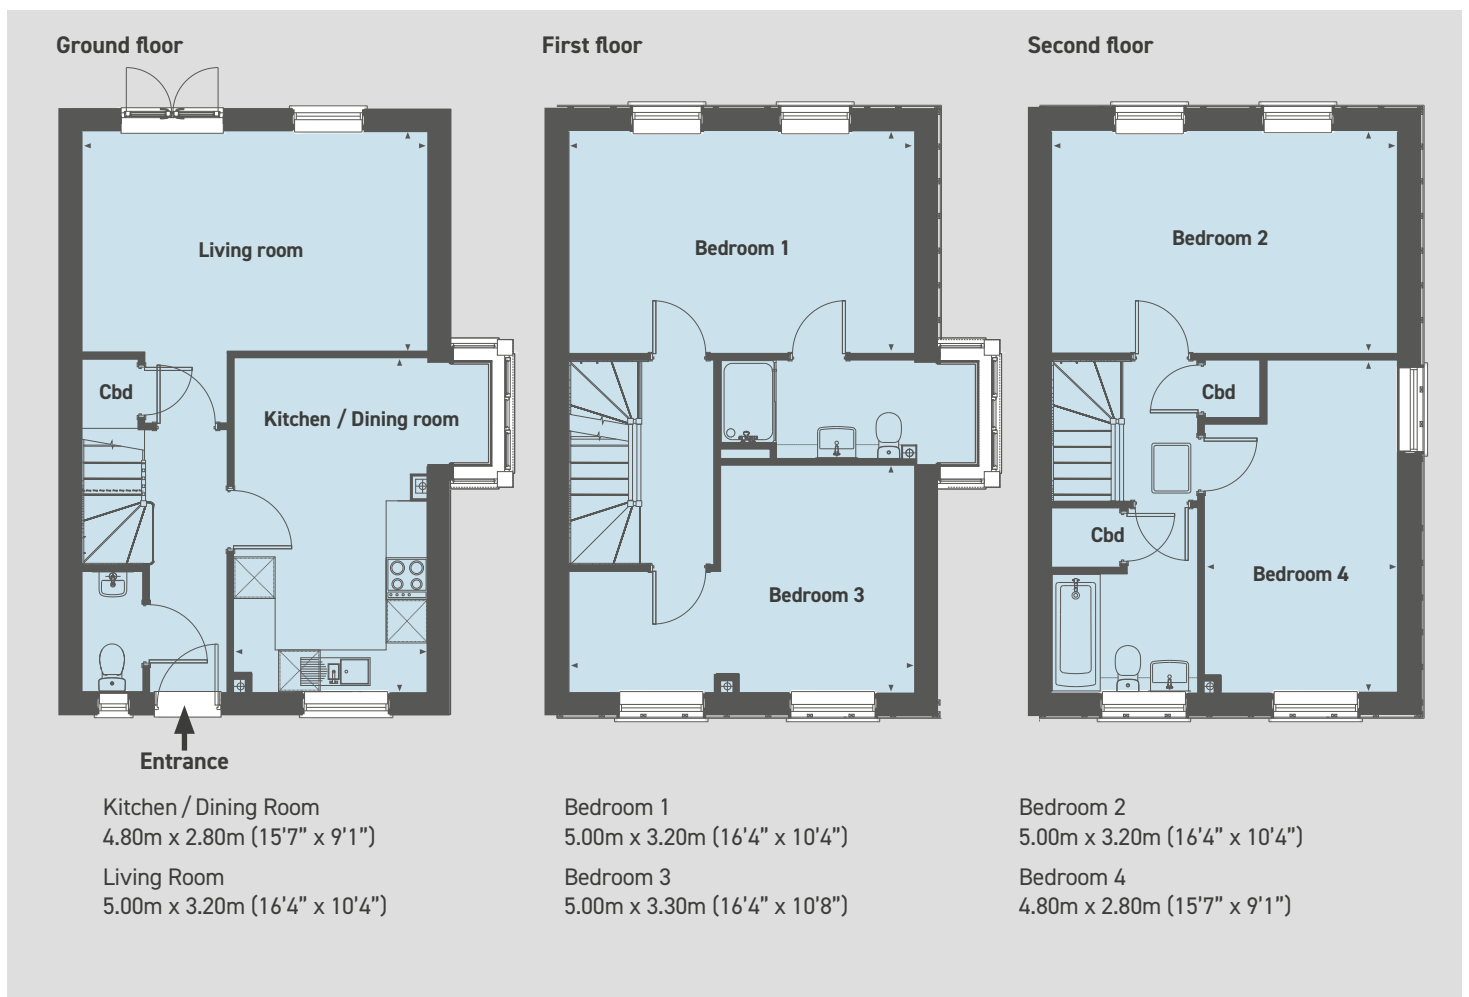 Ground floor
Living room
Cbd
Kitchen / Dining room
Entrance
Kitchen / Dining Room
4.80m x 2.80m (15’7” x 9’1”)
Living Room
5.00m x 3.20m (16’4” x 10’4”)
First floor
Bedroom 1
Bedroom 3
Bedroom 1
5.00m x 3.20m (16’4” x 10’4”)
Bedroom 3
5.00m x 3.30m (16’4” x 10’8”)
Second floor
Bedroom 2
Cbd
Cbd
Bedroom 4
Bedroom 2
5.00m x 3.20m (16’4” x 10’4”)
Bedroom 4
4.80m x 2.80m (15’7” x 9’1”)